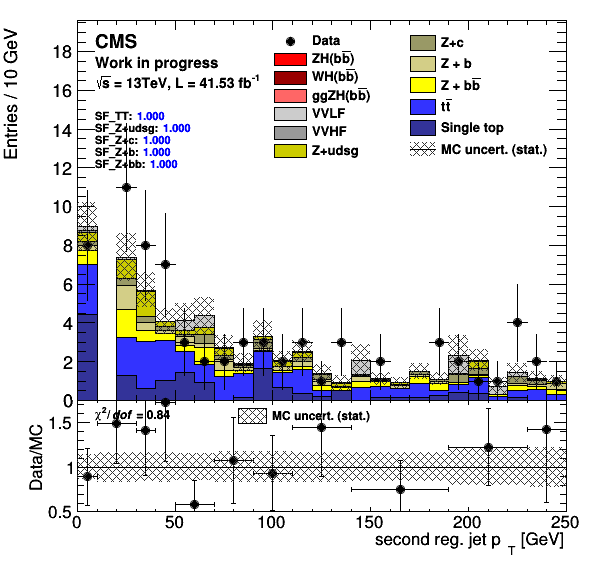 CMS
Work in progress
√s = 13TeV, L = 41.53 fb⁻¹
SF_TT: 1.000
SF_Z+udsg: 1.000
SF_Z+c: 1.000
SF_Z+b: 1.000
SF_Z+bb: 1.000
Data
ZH(bb̅)
WH(bb̅)
ggZH(bb̅)
VVLF
VVHF
Z+udsg
Z+c
Z + b
Z + bb̅
tt̅
Single top
MC uncert. (stat.)
Entries / 10 GeV
18
16
14
12
10
8
6
4
2
0
χ²/dof = 0.84
MC uncert. (stat.)
Data/MC
1.5
1
0.5
0 50 100 150 200 250
second reg. jet p_T [GeV]